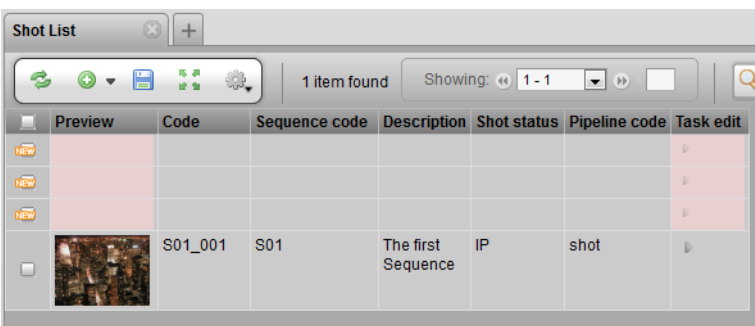 Shot List
1 item found Showing: 1 - 1
Preview Code Sequence code Description Shot status Pipeline code Task edit
NEW
NEW
NEW
S01_001 S01 The first IP shot
Sequence